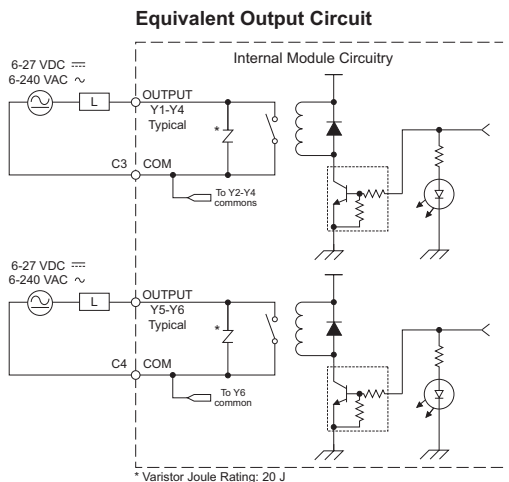 Equivalent Output Circuit
Internal Module Circuitry
6-27 VDC ⎓
6-240 VAC ∿
L
OUTPUT
Y1-Y4
Typical
*
C3
COM
To Y2-Y4
commons
6-27 VDC ⎓
6-240 VAC ∿
L
OUTPUT
Y5-Y6
Typical
*
C4
COM
To Y6
common
* Varistor Joule Rating: 20 J